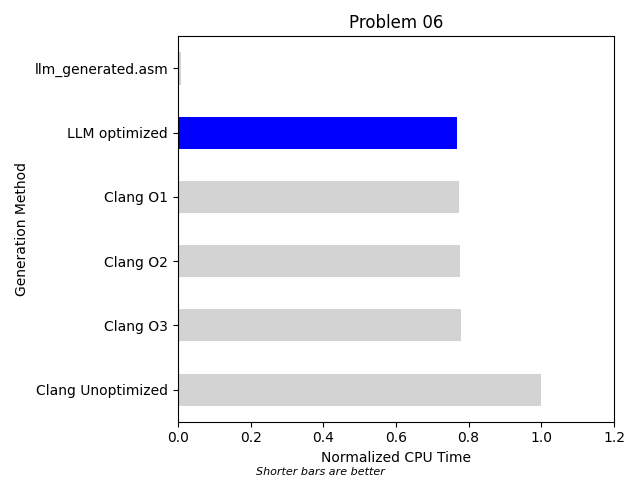 Problem 06
Generation Method
llm_generated.asm
LLM optimized
Clang O1
Clang O2
Clang O3
Clang Unoptimized
0.0 0.2 0.4 0.6 0.8 1.0 1.2
Normalized CPU Time
Shorter bars are better